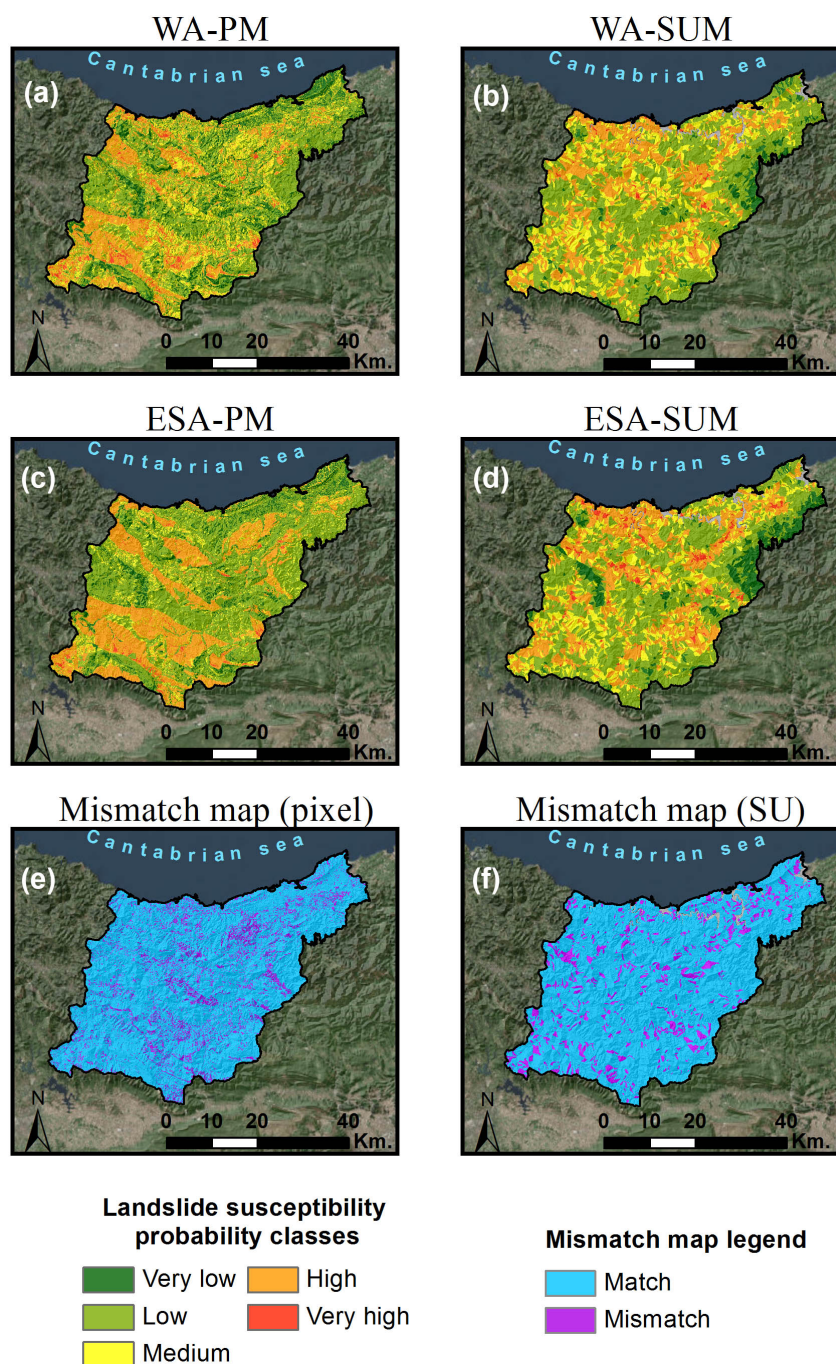 WA-PM
WA-SUM
Cantabrian sea
(a)
N
0 10 20 40
Km.
Cantabrian sea
(b)
N
0 10 20 40
Km.
ESA-PM
ESA-SUM
Cantabrian sea
(c)
N
0 10 20 40
Km.
Cantabrian sea
(d)
N
0 10 20 40
Km.
Mismatch map (pixel)
Mismatch map (SU)
Cantabrian sea
(e)
N
0 10 20 40
Km.
Cantabrian sea
(f)
N
0 10 20 40
Km.
Landslide susceptibility
probability classes
Very low
High
Low
Very high
Medium
Mismatch map legend
Match
Mismatch